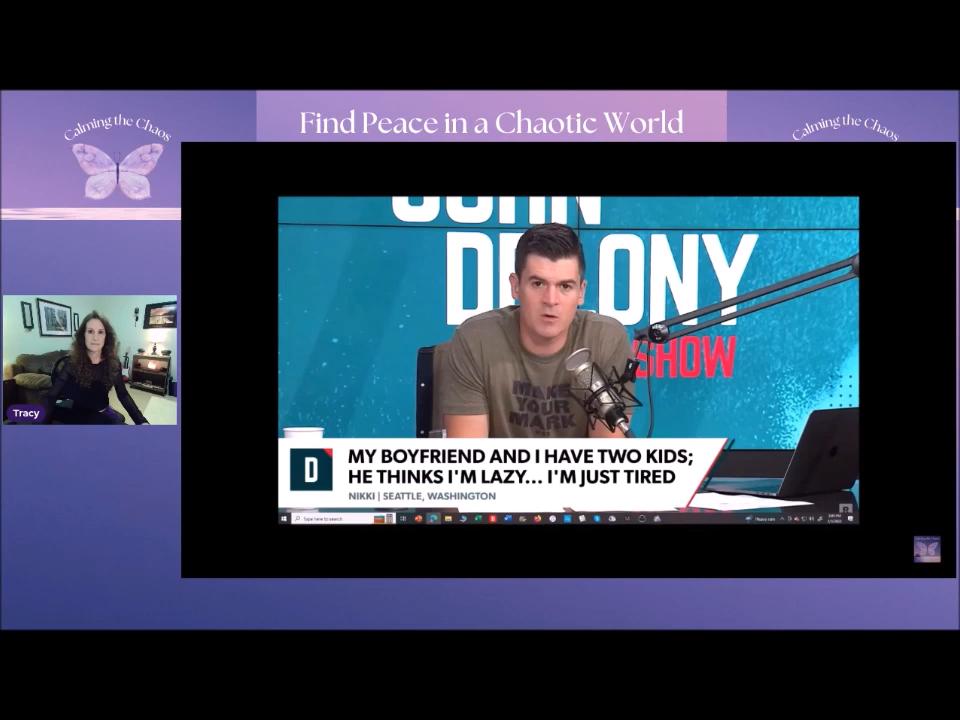 Calming the Chaos
Find Peace in a Chaotic World
Calming the Chaos
JOHN
DELONY
SHOW
MAKE
YOUR
MARK
Tracy
D
MY BOYFRIEND AND I HAVE TWO KIDS;
HE THINKS I'M LAZY... I'M JUST TIRED
NIKKI | SEATTLE, WASHINGTON
Type here to search